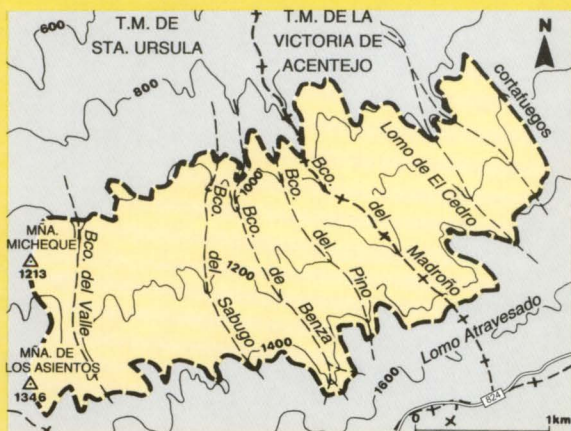 600
T.M. DE
STA. URSULA
T.M. DE LA
VICTORIA DE
ACENTEJO
N
800
cortafuegos
Lomo de El Cedro
Bco. del Madroño
1000
Bco. del Pino
Bco. de Benza
Bco. del Sabugo
Bco. del Valle
MÑA.
MICHEQUE
1213
1200
1400
1600
Lomo Atravesado
MÑA. DE
LOS ASIENTOS
1346
824
0 1km